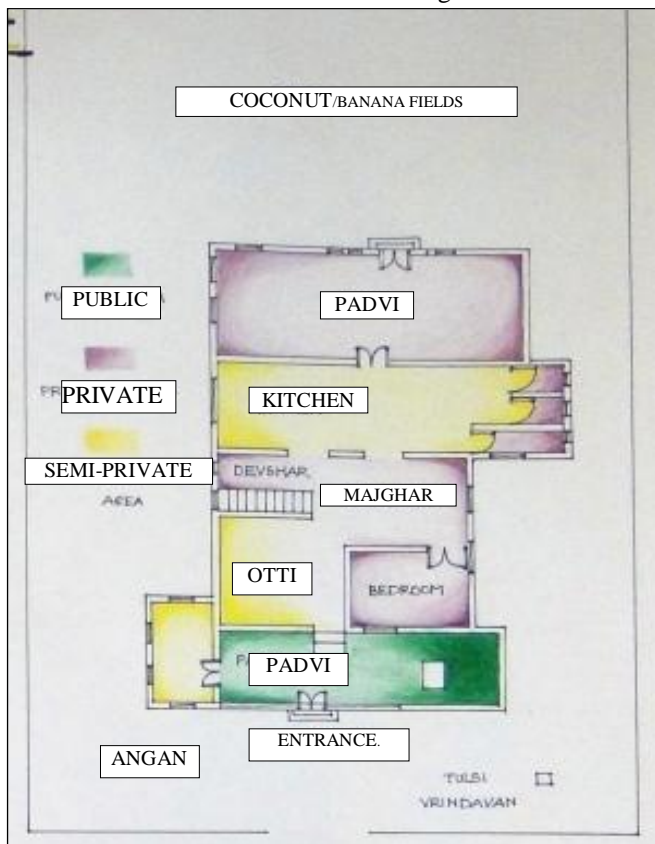 COCONUT/BANANA FIELDS
PUBLIC
PADVI
PRIVATE
KITCHEN
SEMI-PRIVATE
AREA
DEVGHAR
MAJGHAR
OTTI
BEDROOM
PADVI
ENTRANCE.
ANGAN
TULSI
VRINDAVAN